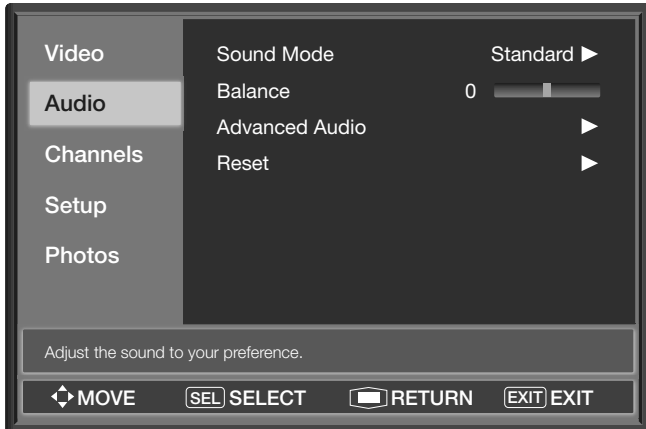 Video
Audio
Channels
Setup
Photos
Sound Mode Standard
Balance 0
Advanced Audio
Reset
Adjust the sound to your preference.
MOVE SEL SELECT RETURN EXIT EXIT